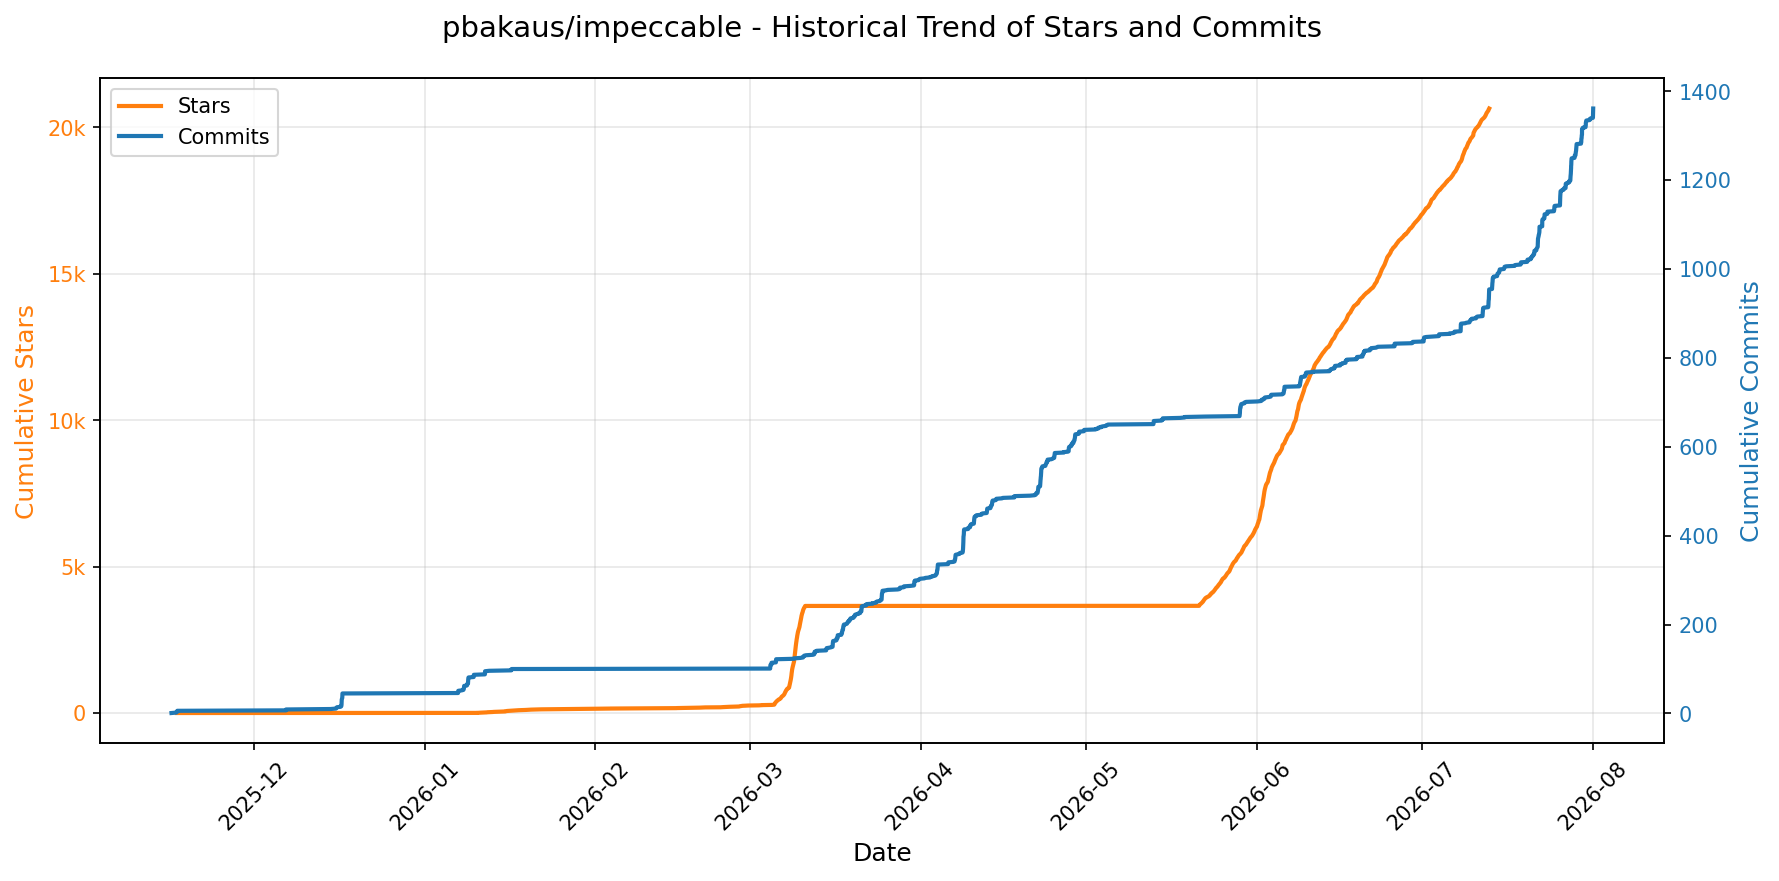 pbakaus/impeccable - Historical Trend of Stars and Commits
Stars
Commits
20k
15k
10k
5k
0
Cumulative Stars
1400
1200
1000
800
600
400
200
0
Cumulative Commits
2025-12
2026-01
2026-02
2026-03
2026-04
2026-05
2026-06
2026-07
2026-08
Date